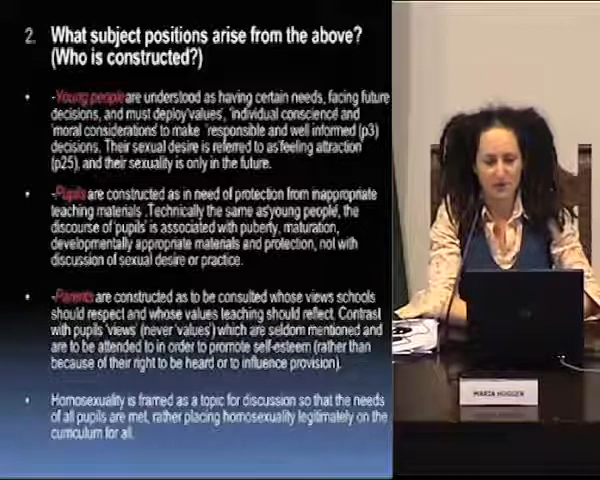 2. What subject positions arise from the above?
(Who is constructed?)
• -Young people are understood as having certain needs, facing future
decisions, and must deploy 'values', 'individual conscience and
'moral considerations' to make 'responsible and well informed (p3)
decisions. Their sexual desire is referred to as feeling attraction
(p25), and their sexuality is only in the future.
• -Pupils are constructed as in need of protection from inappropriate
teaching materials .Technically the same as'young people, the
discourse of 'pupils' is associated with puberty, maturation,
developmentally appropriate materials and protection, not with
discussion of sexual desire or practice.
• -Parents are constructed as to be consulted whose views schools
should respect and whose values teaching should reflect. Contrast
with pupils 'views' (never 'values') which are seldom mentioned and
are to be attended to in order to promote self-esteem (rather than
because of their right to be heard or to influence provision).
• Homosexuality is framed as a topic for discussion so that the needs
of all pupils are met, rather placing homosexuality legitimately on the
curriculum for all.
MARIA